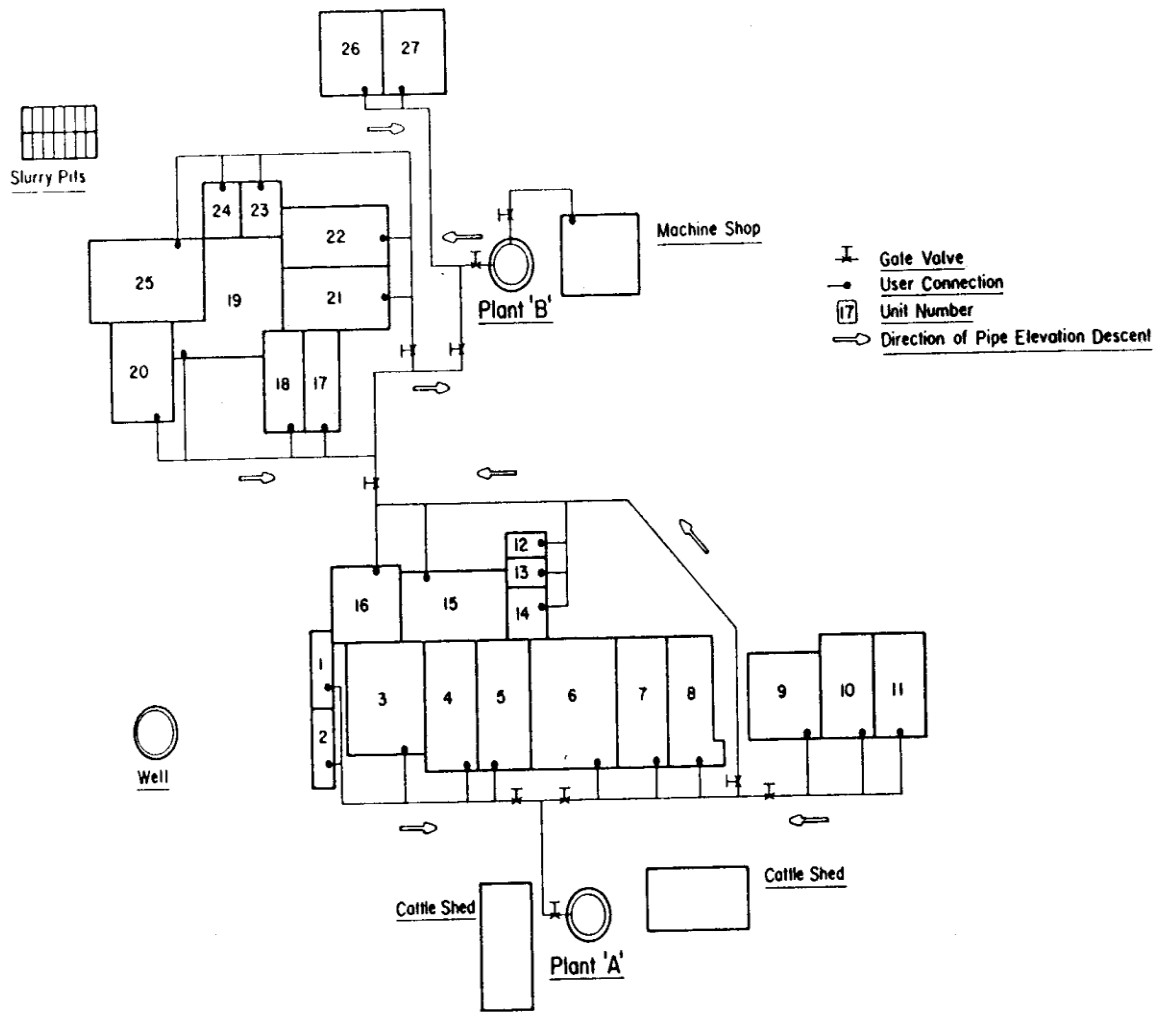 26 27
Slurry Pits
24 23
22
Machine Shop
25
19
21
Plant 'B'
Gate Valve
User Connection
17 Unit Number
Direction of Pipe Elevation Descent
20
18 17
12
13
16
15
14
1
3
4
5
6
7
8
9
10
11
2
Well
Cattle Shed
Cattle Shed
Plant 'A'